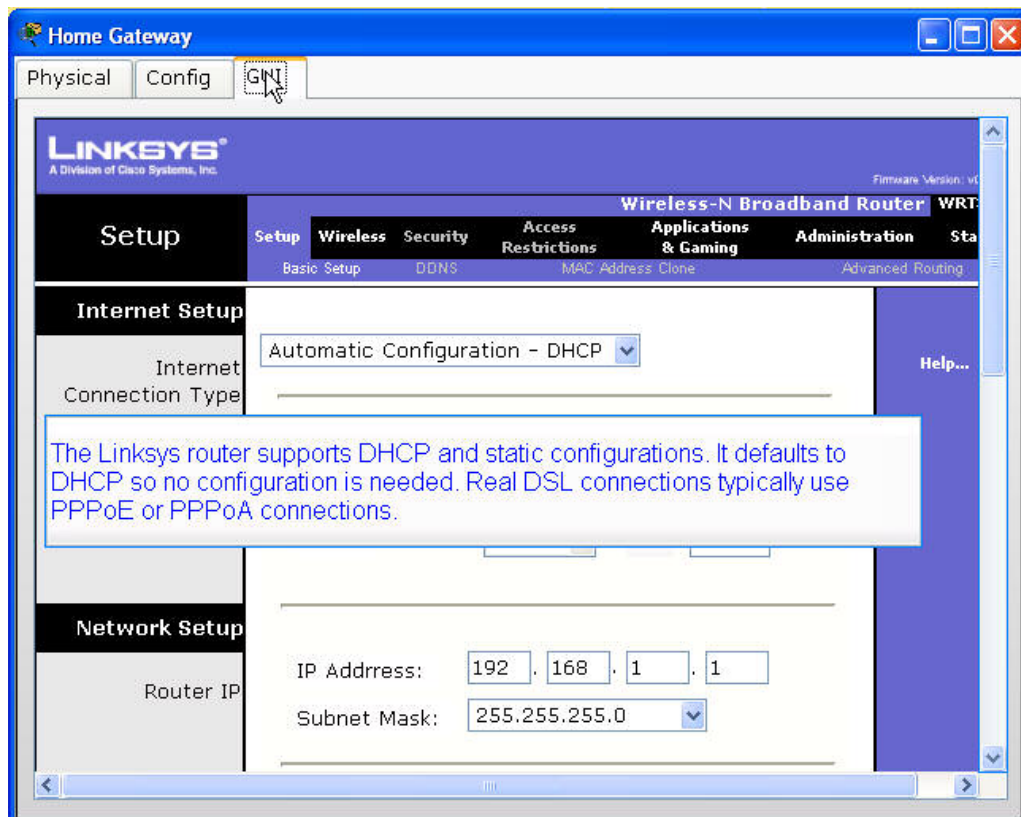 Home Gateway
Physical Config GUI
LINKSYS®
A Division of Cisco Systems, Inc.
Firmware Version: v0
Wireless-N Broadband Router WRT
Setup
Setup Wireless Security Access Restrictions Applications & Gaming Administration Sta
Basic Setup DDNS MAC Address Clone Advanced Routing
Internet Setup
Automatic Configuration - DHCP
Internet
Connection Type
Help...
The Linksys router supports DHCP and static configurations. It defaults to
DHCP so no configuration is needed. Real DSL connections typically use
PPPoE or PPPoA connections.
Network Setup
IP Addrress: 192 . 168 . 1 . 1
Router IP
Subnet Mask: 255.255.255.0